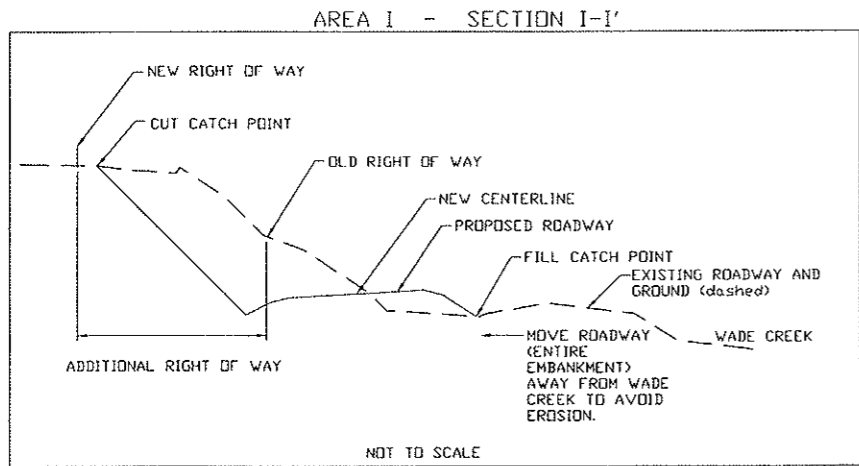 AREA I - SECTION I-I'
NEW RIGHT OF WAY
CUT CATCH POINT
OLD RIGHT OF WAY
NEW CENTERLINE
PROPOSED ROADWAY
FILL CATCH POINT
EXISTING ROADWAY AND
GROUND (dashed)
MOVE ROADWAY
(ENTIRE
EMBANKMENT)
AWAY FROM WADE
CREEK TO AVOID
EROSION.
WADE CREEK
ADDITIONAL RIGHT OF WAY
NOT TO SCALE